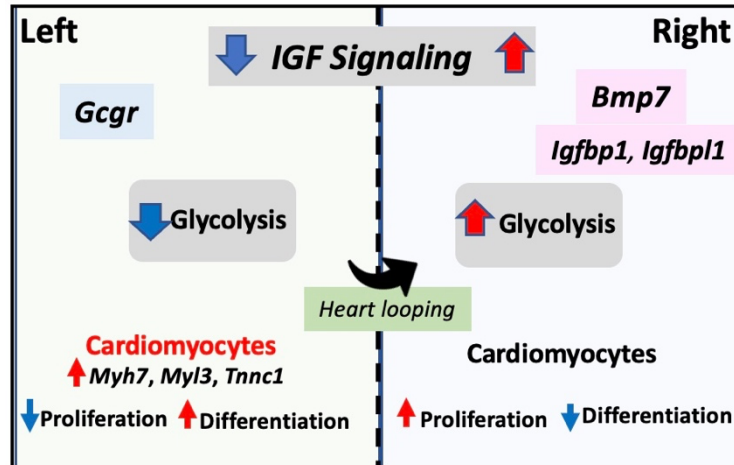 Left
Right
IGF Signaling
Gcgr
Bmp7
Igfbp1, Igfbpl1
Glycolysis
Glycolysis
Heart looping
Cardiomyocytes
Myh7, Myl3, Tnnc1
Proliferation Differentiation
Cardiomyocytes
Proliferation Differentiation